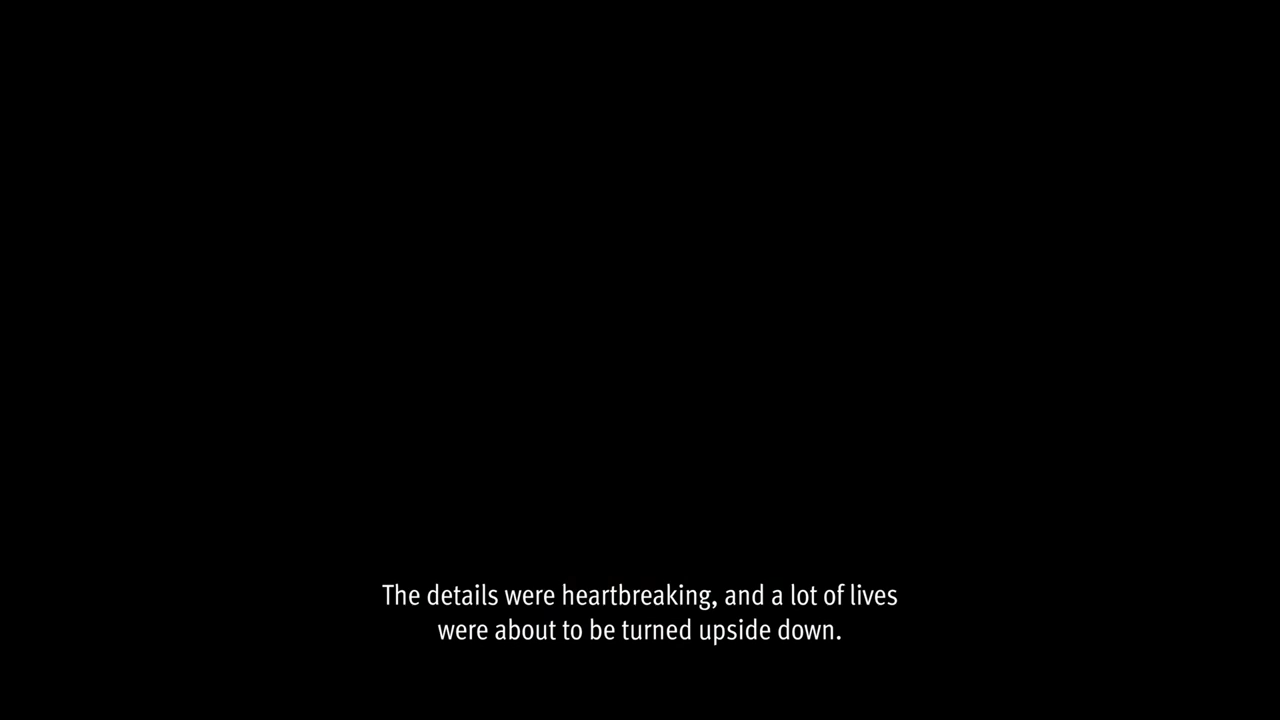 The details were heartbreaking, and a lot of lives
were about to be turned upside down.